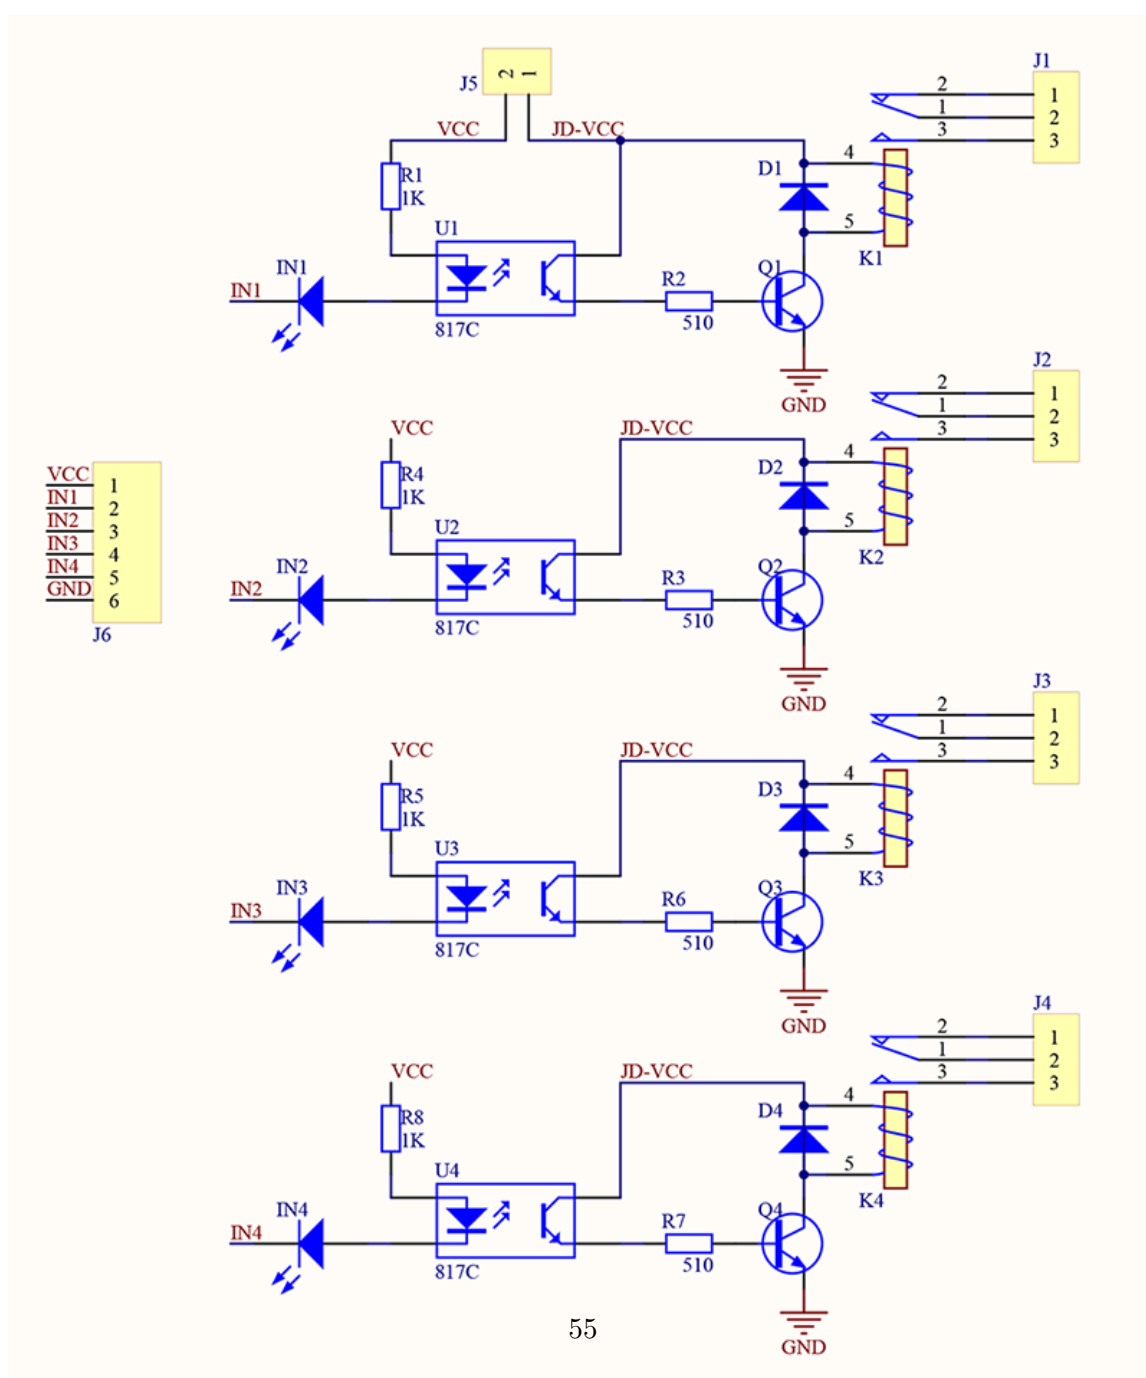 J1
J5
2 1
2 1
1 2
3 3
VCC JD-VCC
D1 4
R1
1K
U1
5
K1
IN1 Q1
IN1
R2
817C
510
GND
J2
2 1
1 2
3 3
VCC JD-VCC
D2 4
R4
1K
U2
5
K2
IN2 Q2
IN2
R3
817C
510
GND
VCC 1
IN1 2
IN2 3
IN3 4
IN4 5
GND 6
J6
J3
2 1
1 2
3 3
VCC JD-VCC
D3 4
R5
1K
U3
5
K3
IN3 Q3
IN3
R6
817C
510
GND
J4
2 1
1 2
3 3
VCC JD-VCC
D4 4
R8
1K
U4
5
K4
IN4 Q4
IN4
R7
817C
510
GND
55